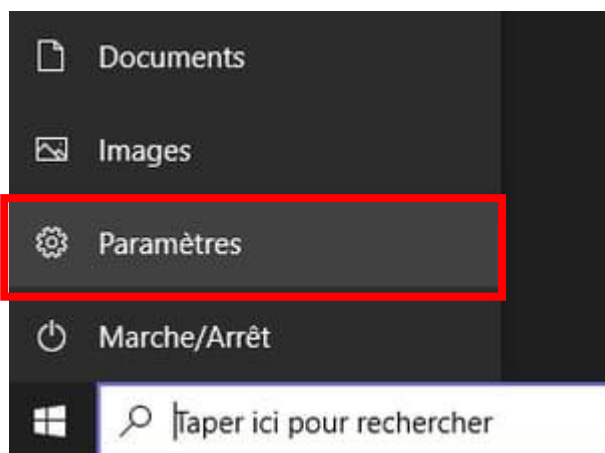 Documents
Images
Paramètres
Marche/Arrêt
Taper ici pour rechercher